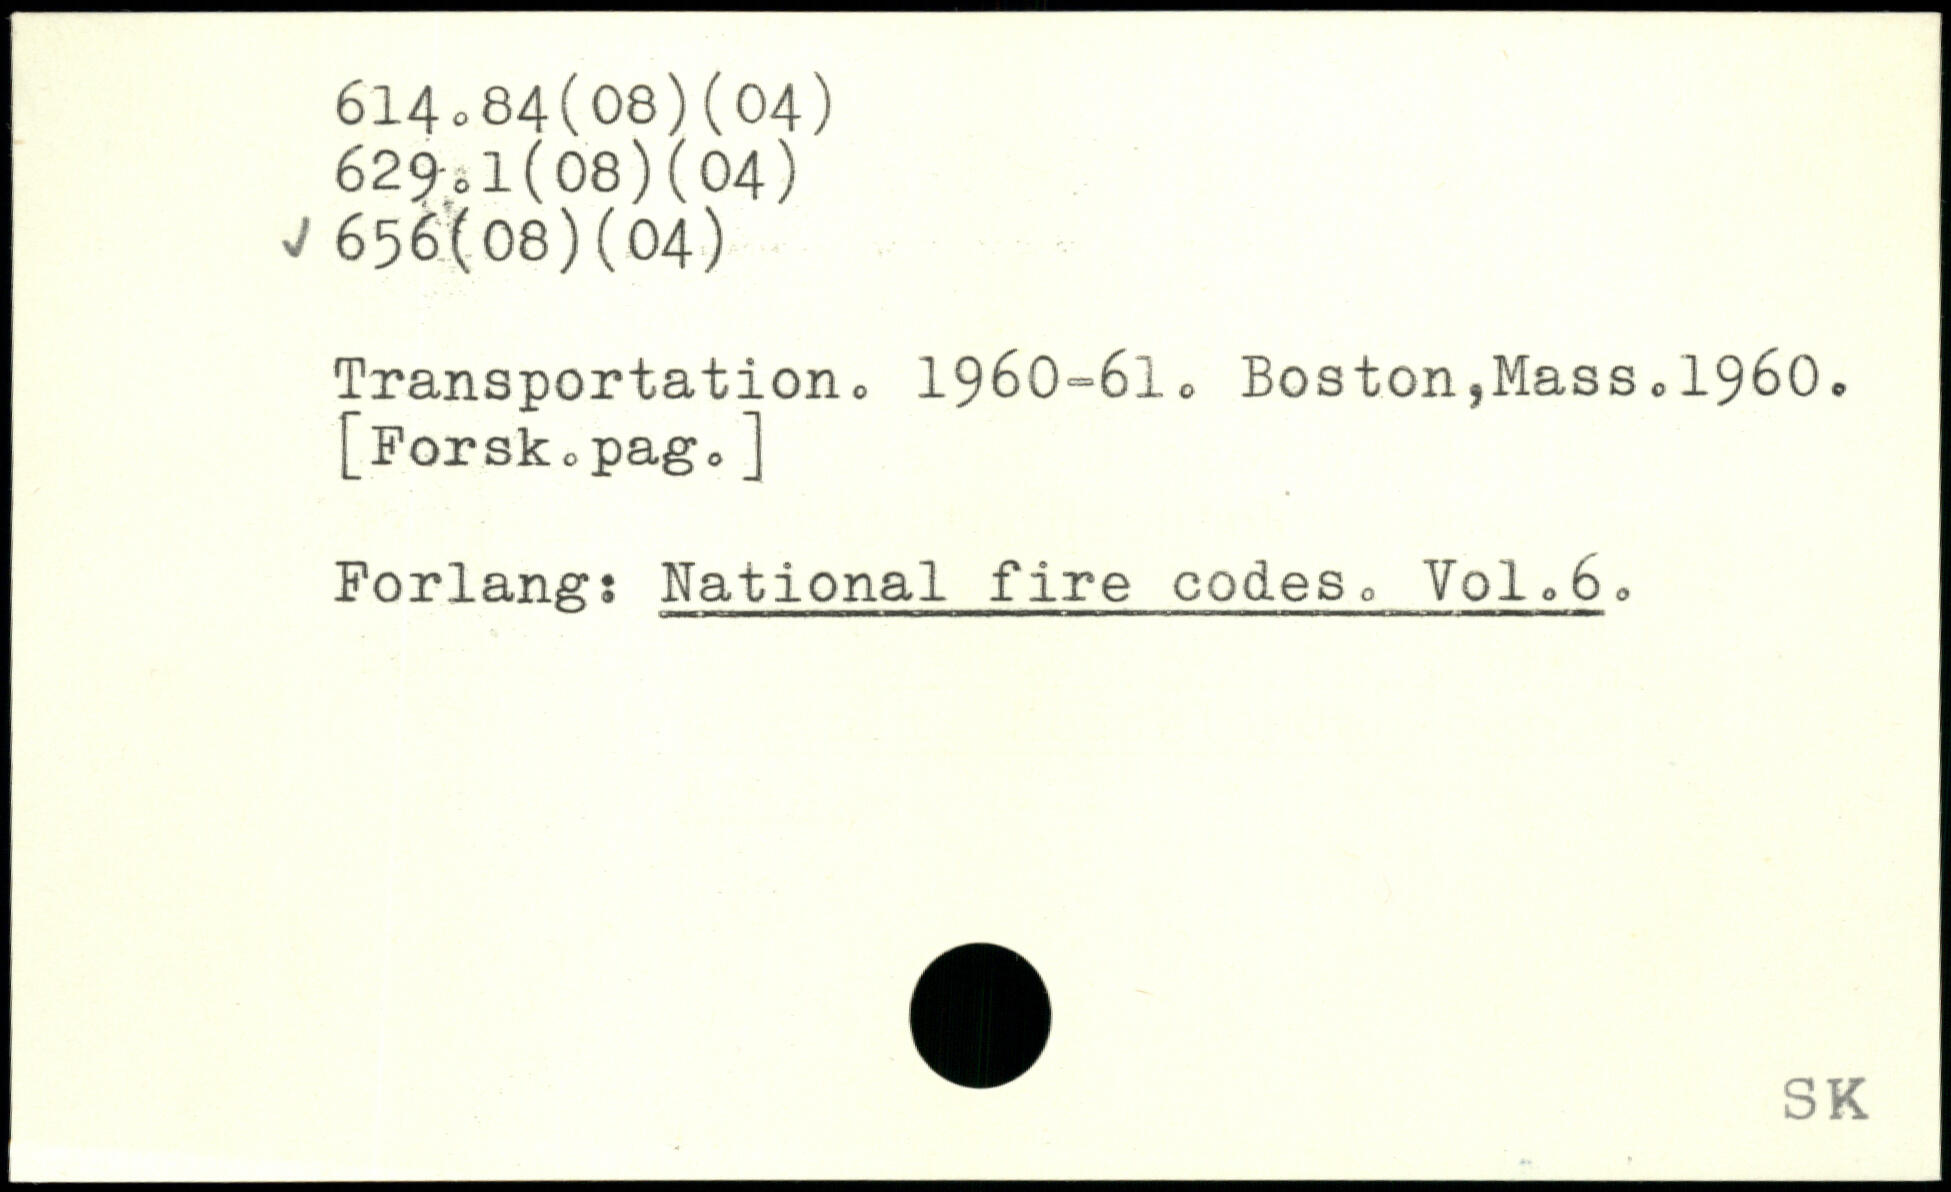 614.84(08)(04)
629.1(08)(04)
✓ 656(08)(04)
Transportation. 1960-61. Boston,Mass.1960.
[Forsk.pag.]
Forlang: National fire codes. Vol.6.
SK